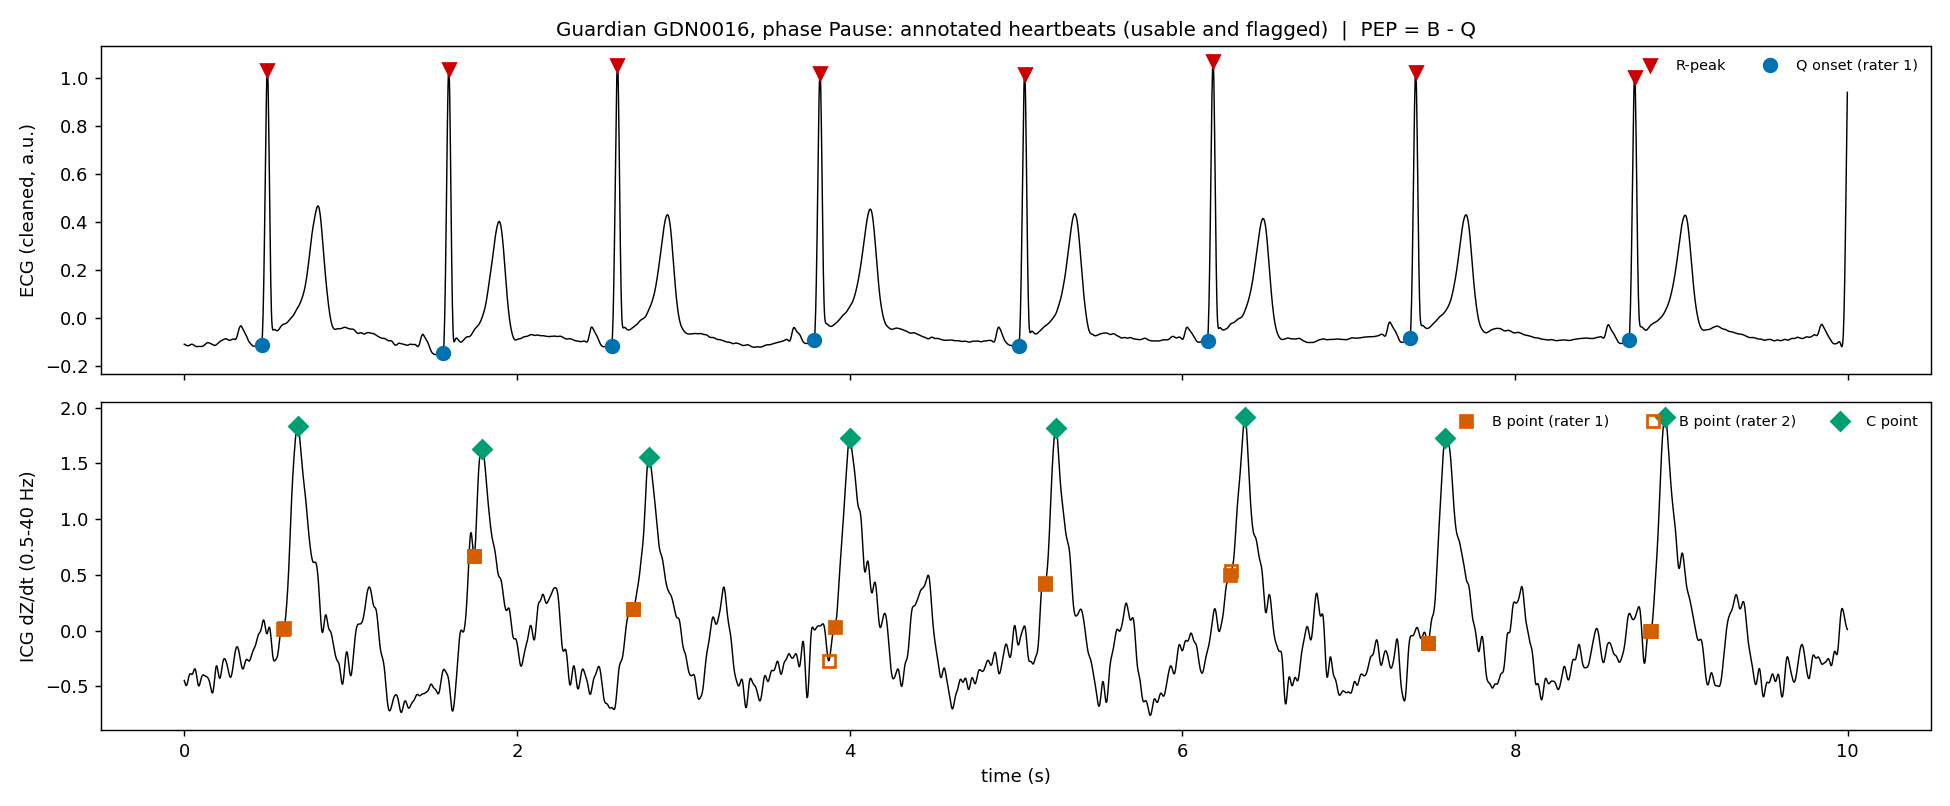 Guardian GDN0016, phase Pause: annotated heartbeats (usable and flagged)  |  PEP = B - Q
ECG (cleaned, a.u.)
1.0
0.8
0.6
0.4
0.2
0.0
−0.2
R-peak
Q onset (rater 1)
ICG dZ/dt (0.5-40 Hz)
2.0
1.5
1.0
0.5
0.0
−0.5
B point (rater 1)
B point (rater 2)
C point
0 2 4 6 8 10
time (s)